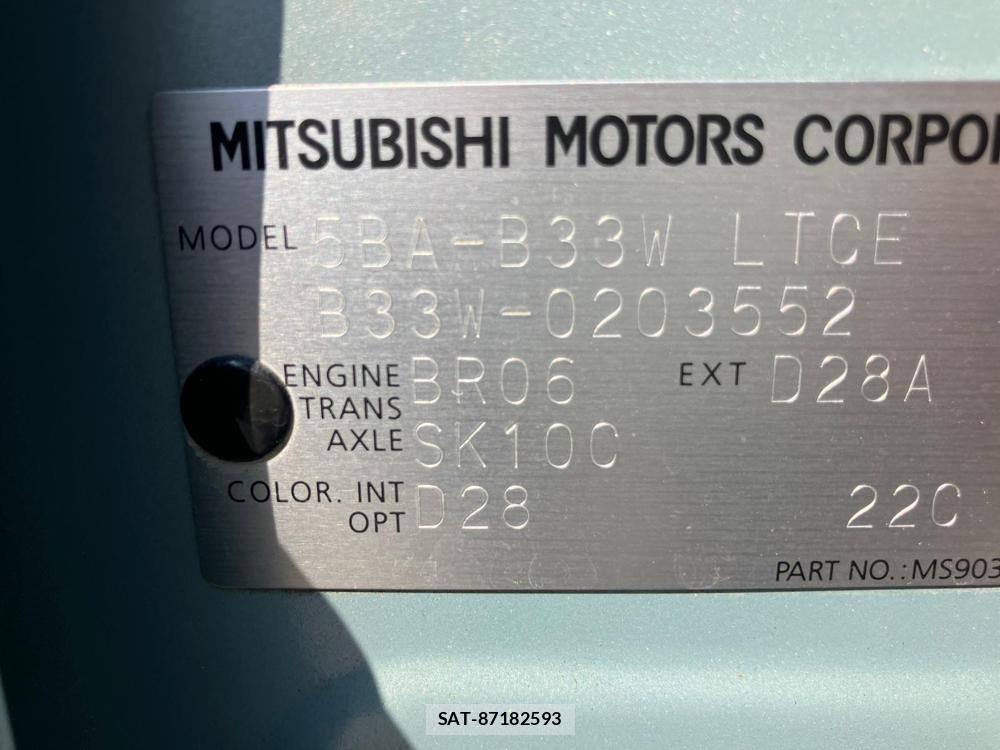 MITSUBISHI MOTORS CORPO
MODEL 5BA-B33W LTCE
B33W-0203552
ENGINE BR06 EXT D28A
TRANS
AXLE SK10C
COLOR. INT D28 22C
OPT
PART NO.: MS903
SAT-87182593